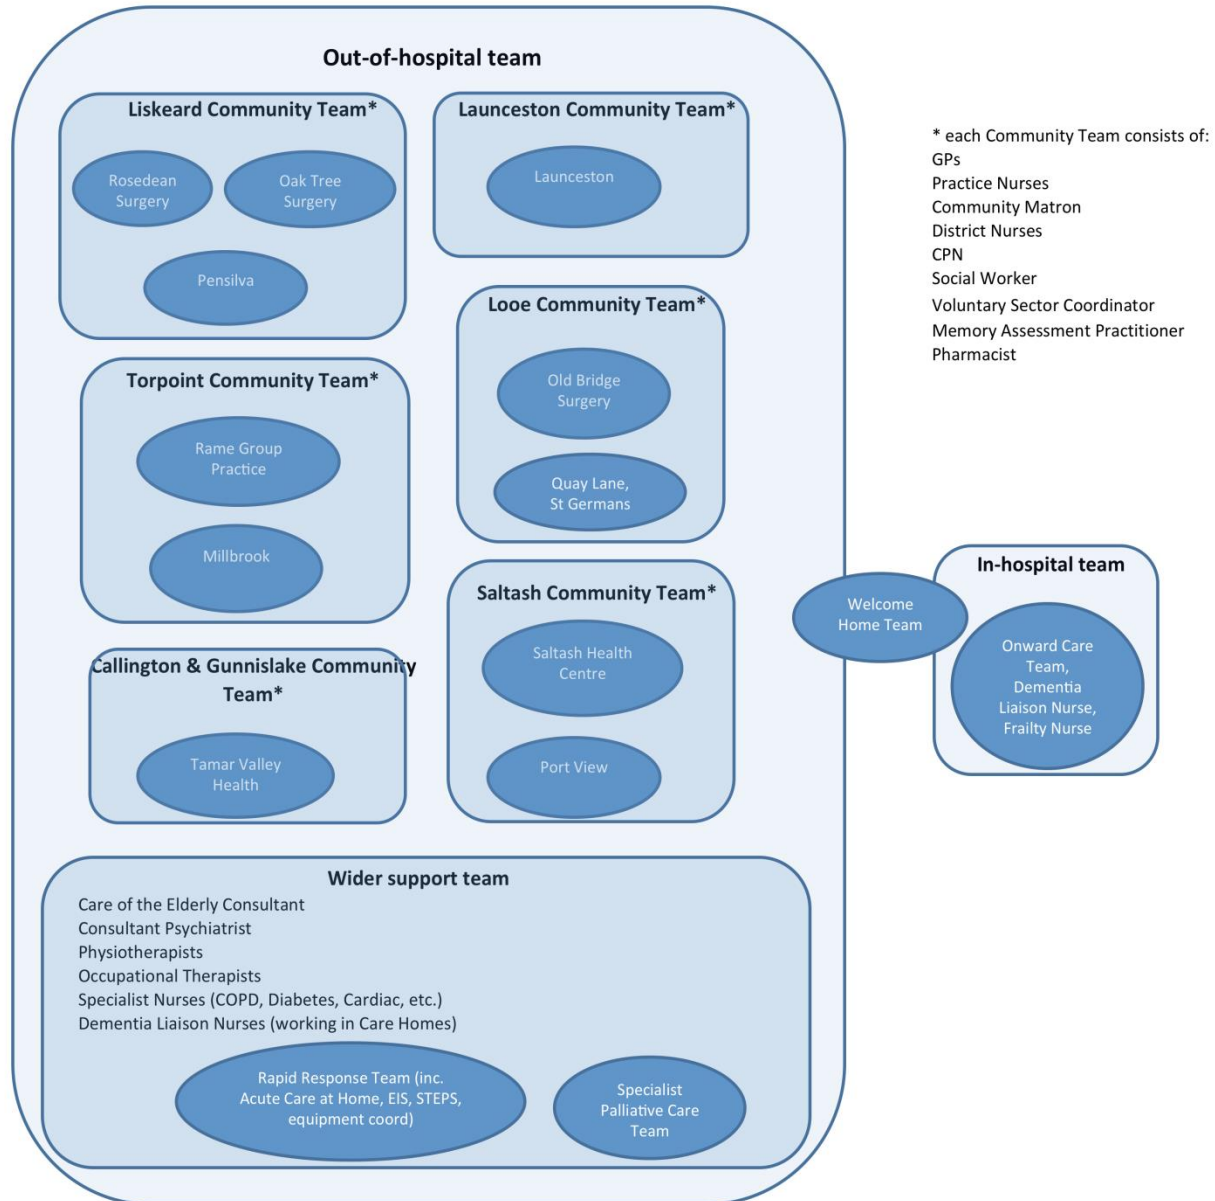 Out-of-hospital team
Liskeard Community Team*
Rosedean
Surgery
Oak Tree
Surgery
Pensilva
Launceston Community Team*
Launceston
* each Community Team consists of:
GPs
Practice Nurses
Community Matron
District Nurses
CPN
Social Worker
Voluntary Sector Coordinator
Memory Assessment Practitioner
Pharmacist
Looe Community Team*
Old Bridge
Surgery
Quay Lane,
St Germans
Torpoint Community Team*
Rame Group
Practice
Millbrook
Saltash Community Team*
Saltash Health
Centre
Port View
Callington & Gunnislake Community
Team*
Tamar Valley
Health
Welcome
Home Team
In-hospital team
Onward Care
Team,
Dementia
Liaison Nurse,
Frailty Nurse
Wider support team
Care of the Elderly Consultant
Consultant Psychiatrist
Physiotherapists
Occupational Therapists
Specialist Nurses (COPD, Diabetes, Cardiac, etc.)
Dementia Liaison Nurses (working in Care Homes)
Rapid Response Team (inc.
Acute Care at Home, EIS, STEPS,
equipment coord)
Specialist
Palliative Care
Team